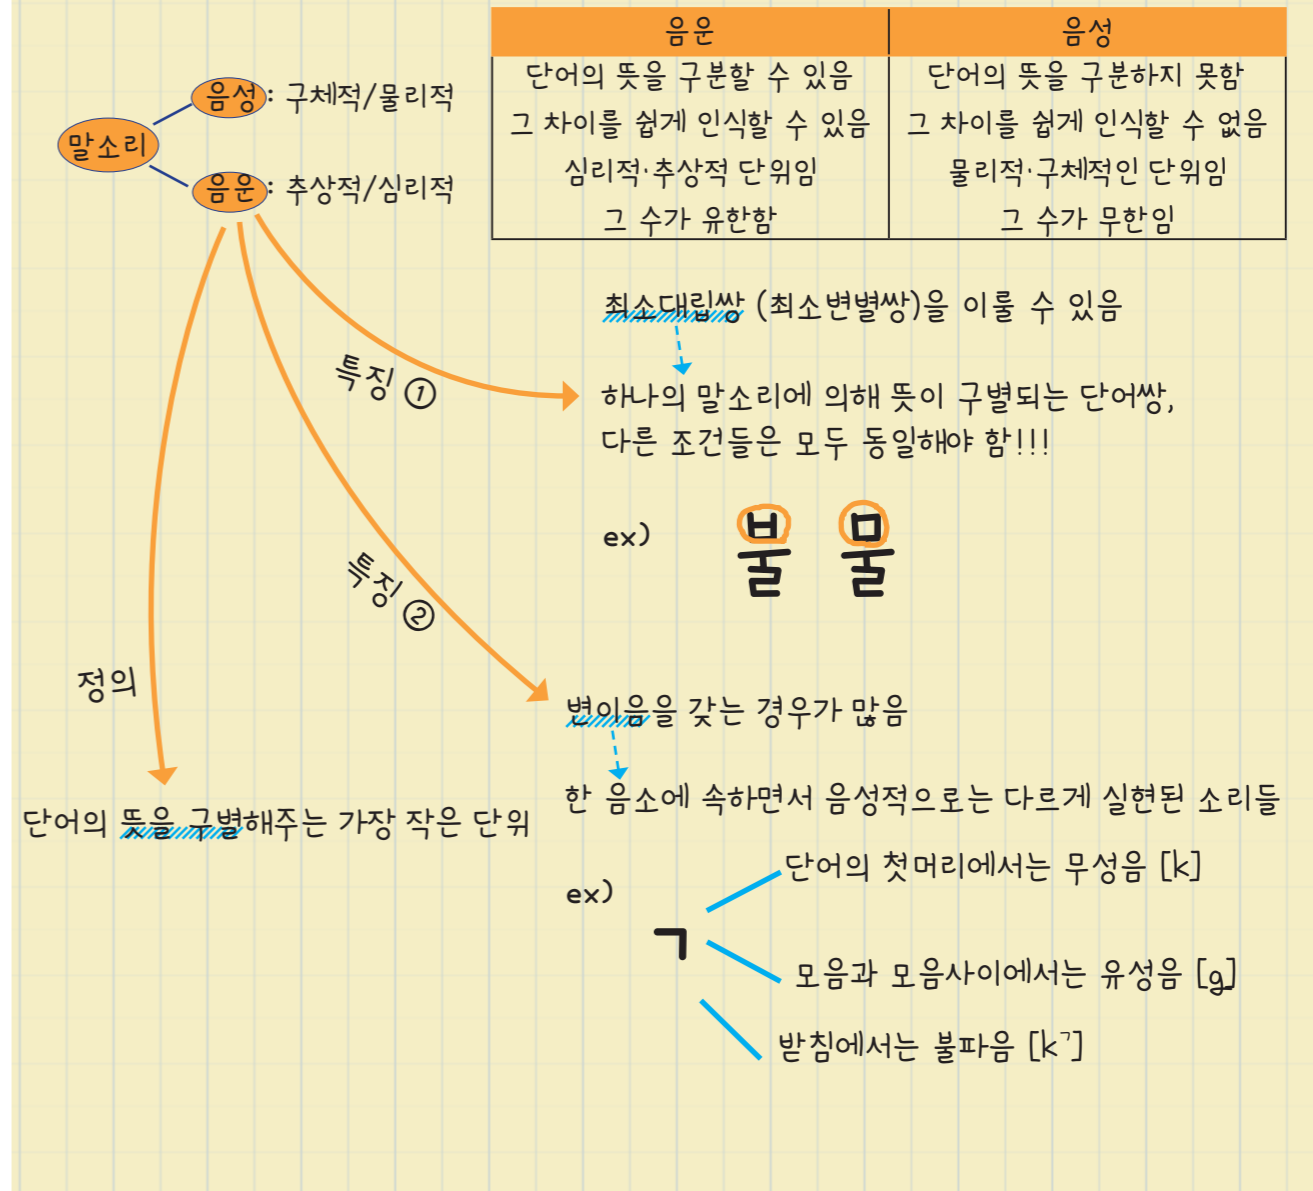 음운 음성
단어의 뜻을 구분할 수 있음 단어의 뜻을 구분하지 못함
그 차이를 쉽게 인식할 수 있음 그 차이를 쉽게 인식할 수 없음
심리적·추상적 단위임 물리적·구체적인 단위임
그 수가 유한함 그 수가 무한임
음성: 구체적/물리적
말소리
음운: 추상적/심리적
최소대립쌍 (최소변별쌍)을 이룰 수 있음
특징 ①
하나의 말소리에 의해 뜻이 구별되는 단어쌍,
다른 조건들은 모두 동일해야 함!!!
ex) 불 물
특징 ②
정의
변이음을 갖는 경우가 많음
한 음소에 속하면서 음성적으로는 다르게 실현된 소리들
단어의 뜻을 구별해주는 가장 작은 단위
단어의 첫머리에서는 무성음 [k]
ex)
ㄱ
모음과 모음사이에서는 유성음 [g]
받침에서는 불파음 [k⌝]